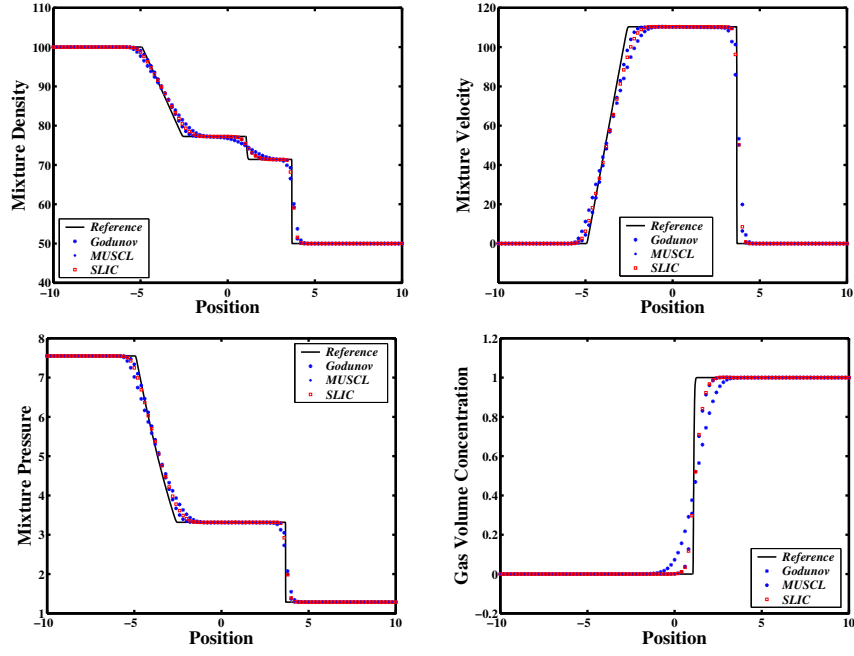 Mixture Density
100
90
80
70
60
50
40
Reference
Godunov
MUSCL
SLIC
−10 −5 0 5 10
Position
Mixture Velocity
120
100
80
60
40
20
0
−20
Reference
Godunov
MUSCL
SLIC
−10 −5 0 5 10
Position
Mixture Pressure
8
7
6
5
4
3
2
1
Reference
Godunov
MUSCL
SLIC
−10 −5 0 5 10
Position
Gas Volume Concentration
1.2
1
0.8
0.6
0.4
0.2
0
−0.2
Reference
Godunov
MUSCL
SLIC
−10 −5 0 5 10
Position